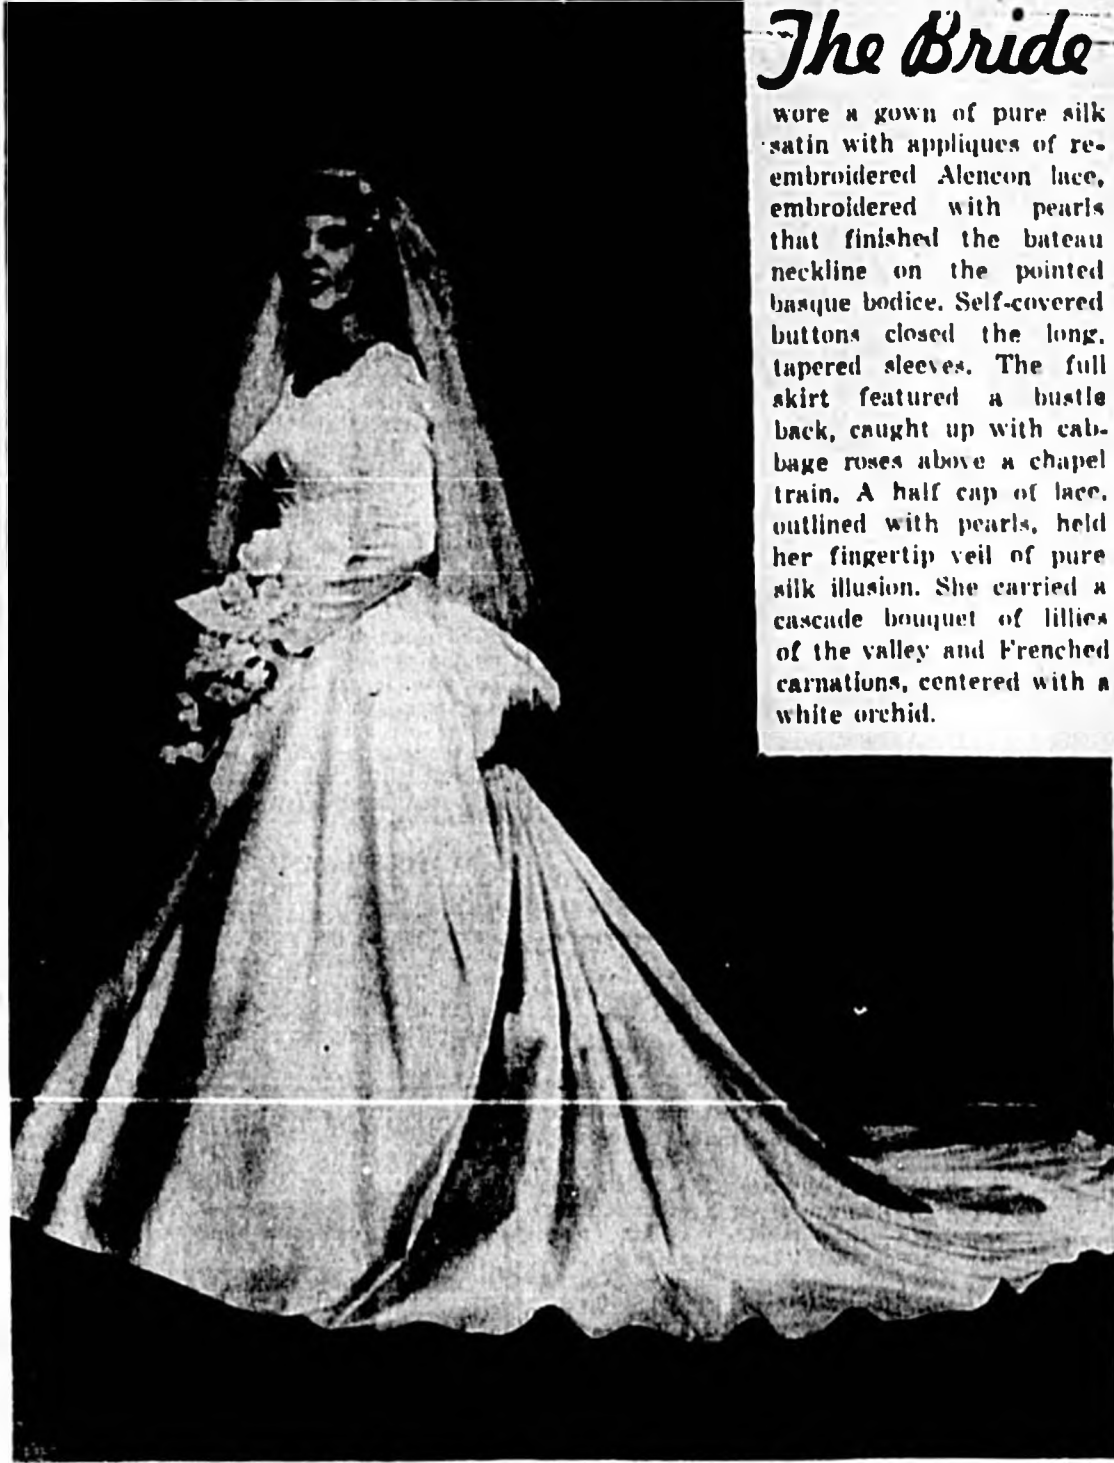 The Bride
wore a gown of pure silk
satin with appliques of re-
embroidered Alencon lace,
embroidered with pearls
that finished the bateau
neckline on the pointed
basque bodice. Self-covered
buttons closed the long,
tapered sleeves. The full
skirt featured a bustle
back, caught up with cab-
bage roses above a chapel
train. A half cap of lace,
outlined with pearls, held
her fingertip veil of pure
silk illusion. She carried a
cascade bouquet of lillies
of the valley and Frenched
carnations, centered with a
white orchid.